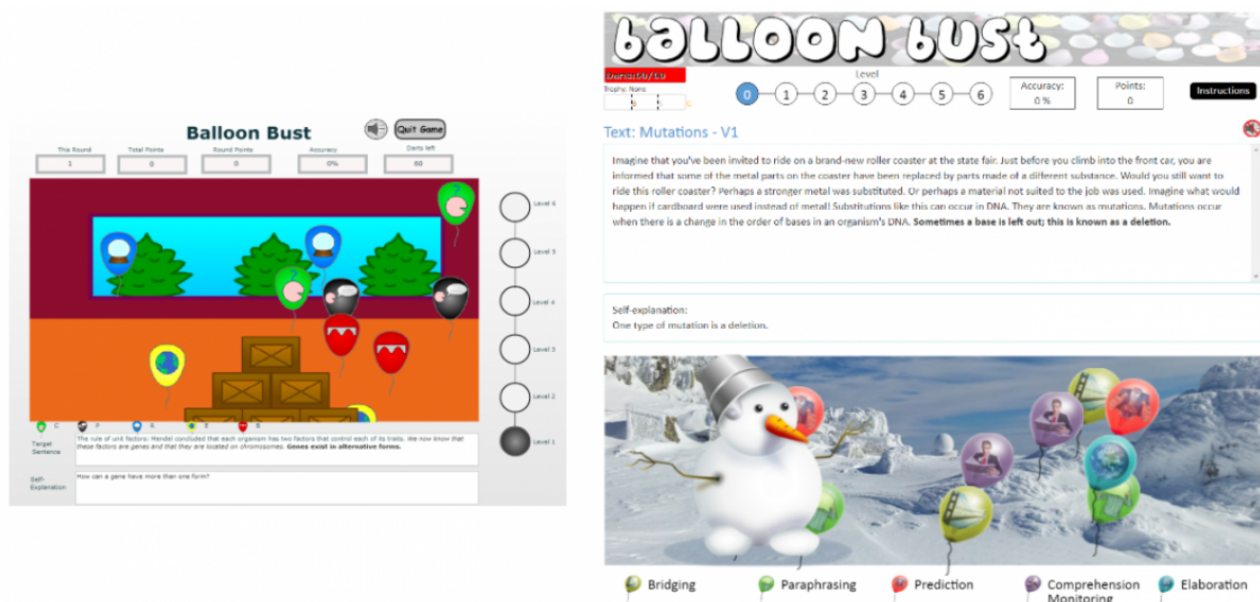 Balloon Bust
Quit Game
This Round
Total Points
Round Points
Accuracy
Darts left
1
0
0
0%
60
Level 6
Level 5
Level 4
Level 3
Level 2
Level 1
C
P
R
E
B
Target
Sentence
The rule of unit factors: Mendel concluded that each organism has two factors that control each of its traits. We now know that
these factors are genes and that they are located on chromosomes. Genes exist in alternative forms.
Self-
Explanation
How can a gene have more than one form?
BALLOON BUST
Trophy: None
Level
0
1
2
3
4
5
6
Accuracy:
0 %
Points:
0
Instructions
Text: Mutations - V1
Imagine that you've been invited to ride on a brand-new roller coaster at the state fair. Just before you climb into the front car, you are
informed that some of the metal parts on the coaster have been replaced by parts made of a different substance. Would you still want to
ride this roller coaster? Perhaps a stronger metal was substituted. Or perhaps a material not suited to the job was used. Imagine what would
happen if cardboard were used instead of metal! Substitutions like this can occur in DNA. They are known as mutations. Mutations occur
when there is a change in the order of bases in an organism's DNA. Sometimes a base is left out; this is known as a deletion.
Self-explanation:
One type of mutation is a deletion.
Bridging
Paraphrasing
Prediction
Comprehension
Monitoring
Elaboration